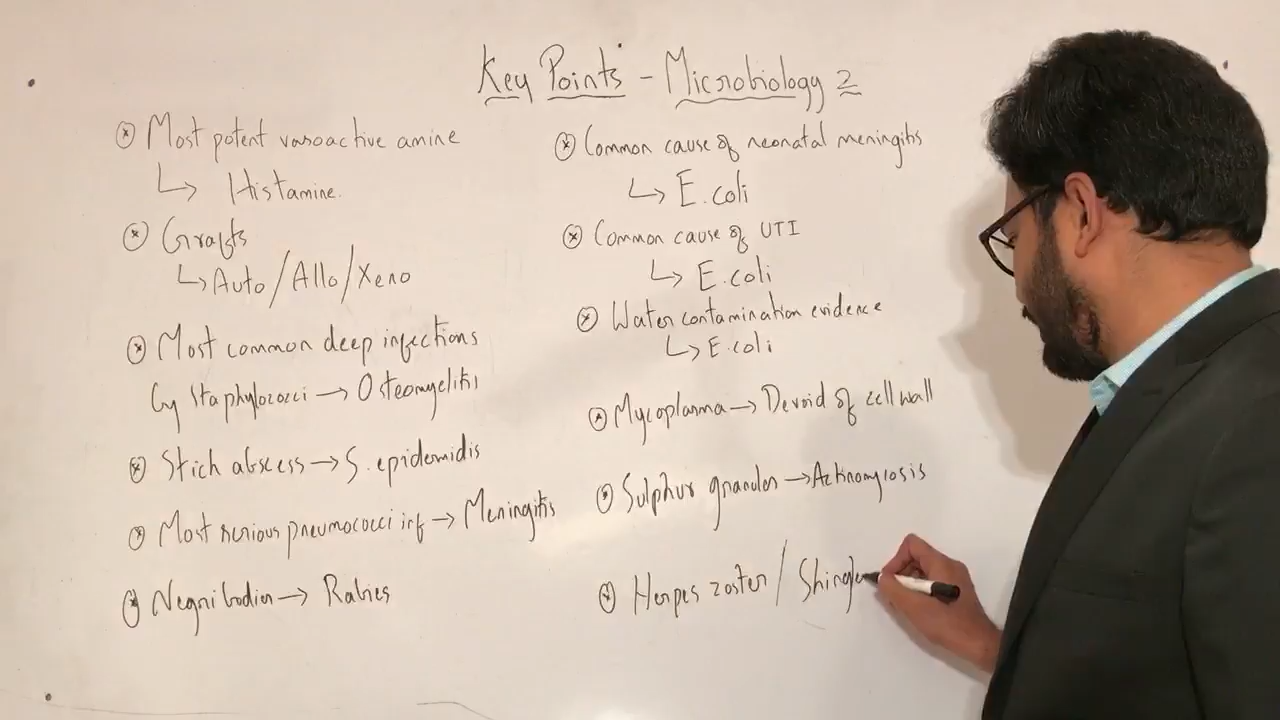 Key Points - Microbiology 2
Most potent vasoactive amine
↳ Histamine.
Grafts
↳ Auto/Allo/Xeno
Most common deep infections
by Staphylococci → Osteomyelitis
Stich abscess → S. epidemidis
Most serious pneumococci inf → Meningitis
Negri bodies → Rabies
Common cause of neonatal meningitis
↳ E.coli
Common cause of UTI
↳ E.coli
Water contamination evidence
↳ E.coli
Mycoplasma → Devoid of cell wall
Sulphur granules → Actinomycosis
Herpes zoster / Shingle